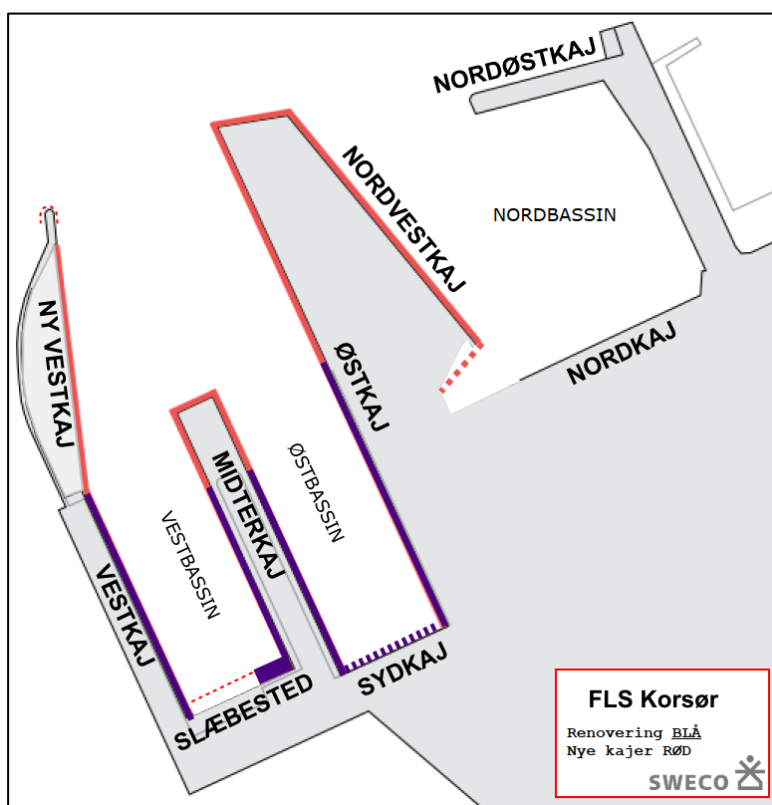 NORDØSTKAJ
NORDVESTKAJ
NORDBASSIN
NY VESTKAJ
ØSTKAJ
NORDKAJ
MIDTERKAJ
ØSTBASSIN
VESTBASSIN
VESTKAJ
SYDKAJ
SLÆBESTED
FLS Korsør
Renovering BLÅ
Nye kajer RØD
SWECO